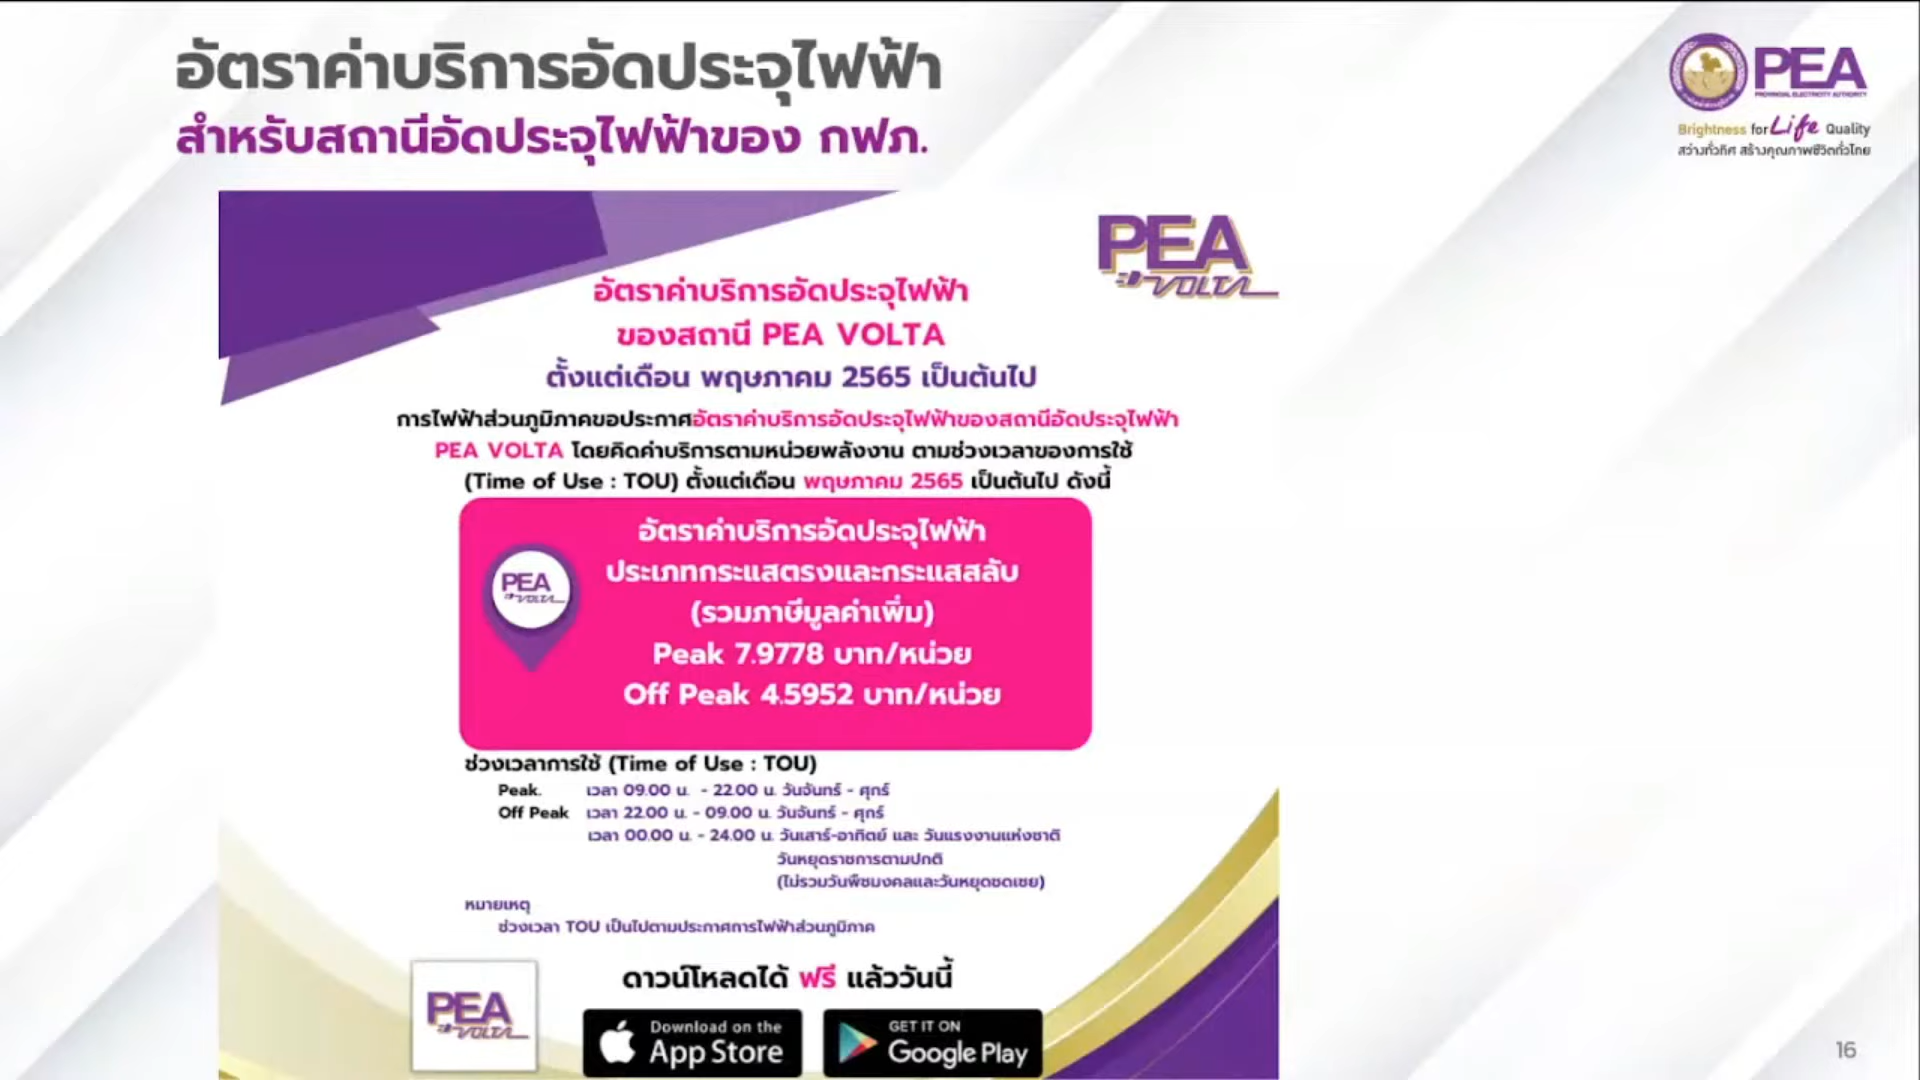 อัตราค่าบริการอัดประจุไฟฟ้า
สำหรับสถานีอัดประจุไฟฟ้าของ กฟภ.
PEA
PROVINCIAL ELECTRICITY AUTHORITY
Brightness for Life Quality
สว่างทั่วทิศ สร้างคุณภาพชีวิตทั่วไทย
PEA
VOLTA
อัตราค่าบริการอัดประจุไฟฟ้า
ของสถานี PEA VOLTA
ตั้งแต่เดือน พฤษภาคม 2565 เป็นต้นไป
การไฟฟ้าส่วนภูมิภาคขอประกาศอัตราค่าบริการอัดประจุไฟฟ้าของสถานีอัดประจุไฟฟ้า
PEA VOLTA โดยคิดค่าบริการตามหน่วยพลังงาน ตามช่วงเวลาของการใช้
(Time of Use : TOU) ตั้งแต่เดือน พฤษภาคม 2565 เป็นต้นไป ดังนี้
PEA
VOLTA
อัตราค่าบริการอัดประจุไฟฟ้า
ประเภทกระแสตรงและกระแสสลับ
(รวมภาษีมูลค่าเพิ่ม)
Peak 7.9778 บาท/หน่วย
Off Peak 4.5952 บาท/หน่วย
ช่วงเวลาการใช้ (Time of Use : TOU)
Peak. เวลา 09.00 น. - 22.00 น. วันจันทร์ - ศุกร์
Off Peak เวลา 22.00 น. - 09.00 น. วันจันทร์ - ศุกร์
เวลา 00.00 น. - 24.00 น. วันเสาร์-อาทิตย์ และ วันแรงงานแห่งชาติ
วันหยุดราชการตามปกติ
(ไม่รวมวันพืชมงคลและวันหยุดชดเชย)
หมายเหตุ
ช่วงเวลา TOU เป็นไปตามประกาศการไฟฟ้าส่วนภูมิภาค
PEA
VOLTA
ดาวน์โหลดได้ ฟรี แล้ววันนี้
Download on the
App Store
GET IT ON
Google Play
16